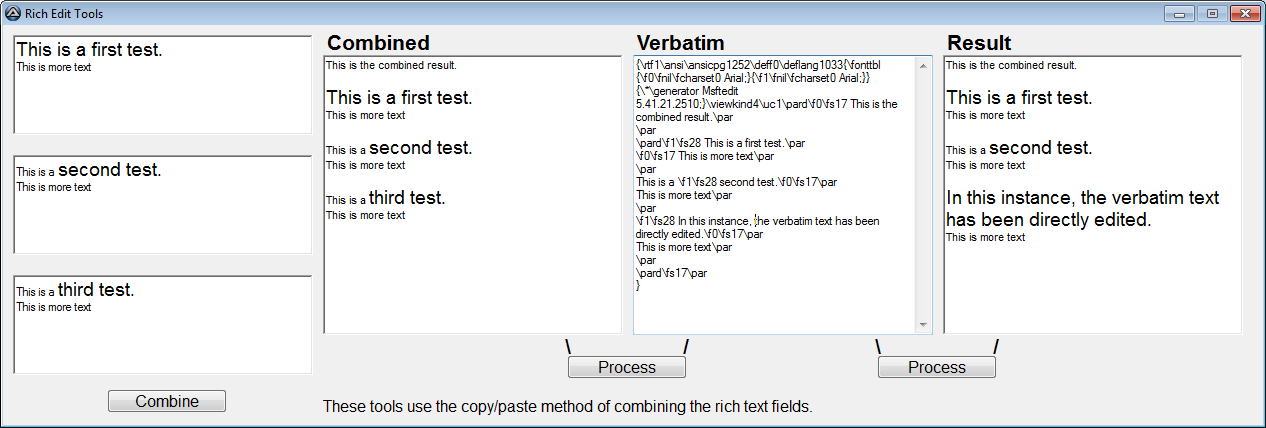 Rich Edit Tools
This is a first test.
This is more text
This is a second test.
This is more text
This is a third test.
This is more text
Combine
Combined
This is the combined result.
This is a first test.
This is more text
This is a second test.
This is more text
This is a third test.
This is more text
Verbatim
{\rtf1\ansi\ansicpg1252\deff0\deflang1033{\fonttbl
{\f0\fnil\fcharset0 Arial;}{\f1\fnil\fcharset0 Arial;}}
{\*\generator Msftedit
5.41.21.2510;}\viewkind4\uc1\pard\f0\fs17 This is the
combined result.\par
\par
\pard\f1\fs28 This is a first test.\par
\f0\fs17 This is more text\par
\par
This is a \f1\fs28 second test.\f0\fs17\par
This is more text\par
\par
\f1\fs28 In this instance, the verbatim text has been
directly edited.\f0\fs17\par
This is more text\par
\par
\pard\fs17\par
}
Result
This is the combined result.
This is a first test.
This is more text
This is a second test.
This is more text
In this instance, the verbatim text
has been directly edited.
This is more text
\ / \ /
Process Process
These tools use the copy/paste method of combining the rich text fields.